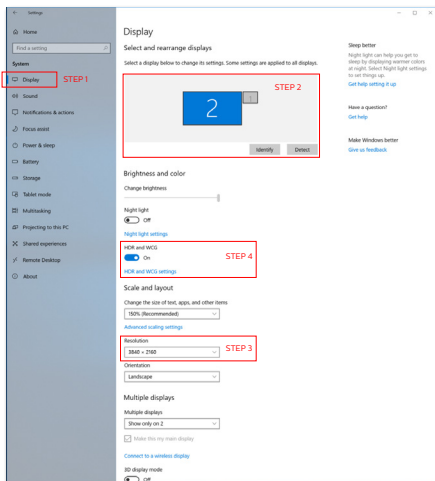 Settings
Home
Find a setting
System
Display
STEP 1
Sound
Notifications & actions
Focus assist
Power & sleep
Battery
Storage
Tablet mode
Multitasking
Projecting to this PC
Shared experiences
Remote Desktop
About
Display
Select and rearrange displays
Select a display below to change its settings. Some settings are applied to all displays.
STEP 2
2
1
Identify
Detect
Brightness and color
Change brightness
Night light
Off
Night light settings
HDR and WCG
On
STEP 4
HDR and WCG settings
Scale and layout
Change the size of text, apps, and other items
150% (Recommended)
Advanced scaling settings
Resolution
3840 × 2160
STEP 3
Orientation
Landscape
Multiple displays
Multiple displays
Show only on 2
Make this my main display
Connect to a wireless display
3D display mode
Off
Sleep better
Night light can help you get to
sleep by displaying warmer colors
at night. Select Night light settings
to set things up.
Get help setting it up
Have a question?
Get help
Make Windows better
Give us feedback